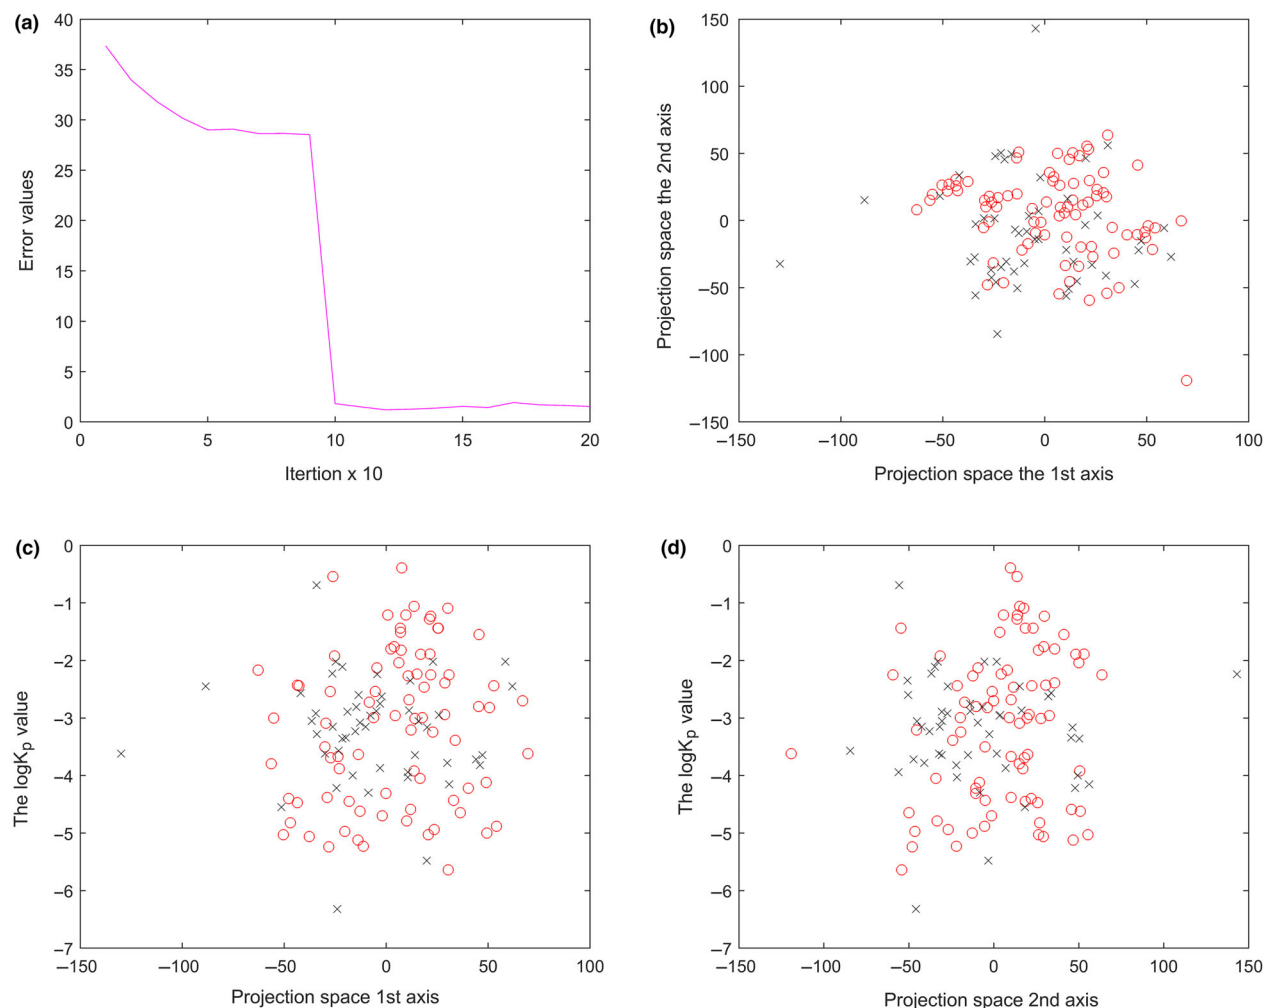 (a)
40
35
30
25
20
15
10
5
0
Error values
0 5 10 15 20
Itertion x 10
(b)
150
100
50
0
–50
–100
–150
Projection space the 2nd axis
–150 –100 –50 0 50 100
Projection space the 1st axis
(c)
0
–1
–2
–3
–4
–5
–6
–7
The logKp value
–150 –100 –50 0 50 100
Projection space 1st axis
(d)
0
–1
–2
–3
–4
–5
–6
–7
The logKp value
–150 –100 –50 0 50 100 150
Projection space 2nd axis